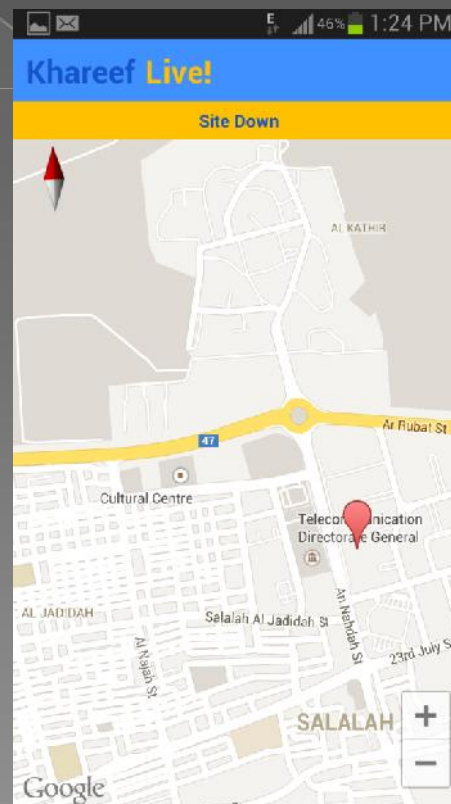 E
46%
1:24 PM
Khareef Live!
Site Down
AL KATHIR
47
Ar Rubat St
Cultural Centre
Telecommunication
Directorate General
AL JADIDAH
Salalah Al Jadidah St
An Nahdah St
Al Najah St
23rd July S
SALALAH
+
−
Google